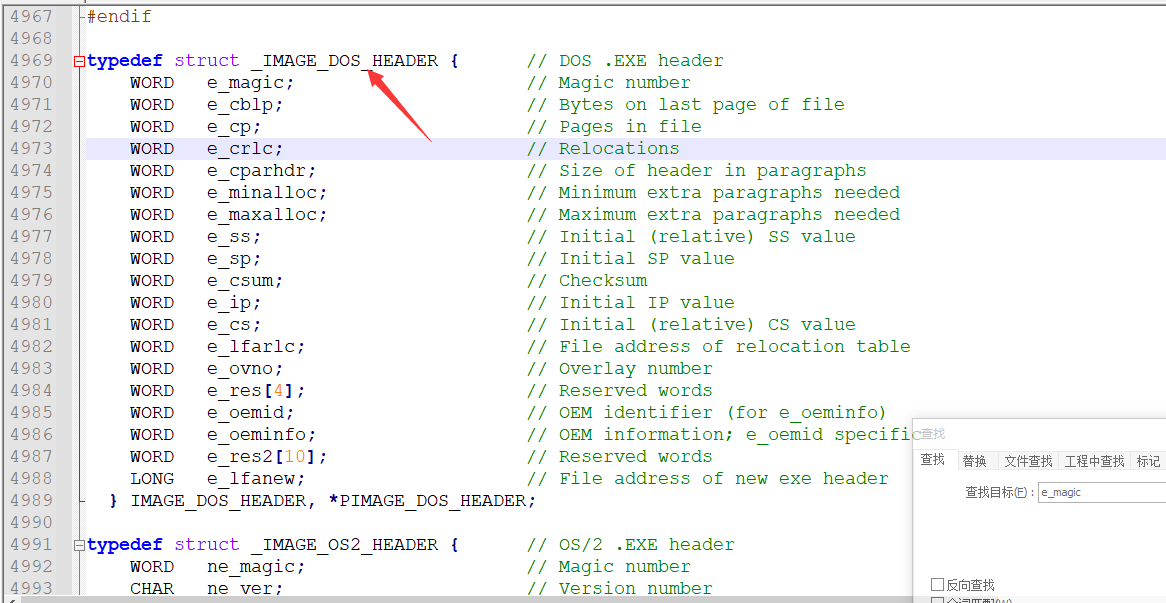 4967 #endif
4968
4969 typedef struct _IMAGE_DOS_HEADER { // DOS .EXE header
4970 WORD e_magic; // Magic number
4971 WORD e_cblp; // Bytes on last page of file
4972 WORD e_cp; // Pages in file
4973 WORD e_crlc; // Relocations
4974 WORD e_cparhdr; // Size of header in paragraphs
4975 WORD e_minalloc; // Minimum extra paragraphs needed
4976 WORD e_maxalloc; // Maximum extra paragraphs needed
4977 WORD e_ss; // Initial (relative) SS value
4978 WORD e_sp; // Initial SP value
4979 WORD e_csum; // Checksum
4980 WORD e_ip; // Initial IP value
4981 WORD e_cs; // Initial (relative) CS value
4982 WORD e_lfarlc; // File address of relocation table
4983 WORD e_ovno; // Overlay number
4984 WORD e_res[4]; // Reserved words
4985 WORD e_oemid; // OEM identifier (for e_oeminfo)
4986 WORD e_oeminfo; // OEM information; e_oemid specific
4987 WORD e_res2[10]; // Reserved words
4988 LONG e_lfanew; // File address of new exe header
4989 } IMAGE_DOS_HEADER, *PIMAGE_DOS_HEADER;
4990
4991 typedef struct _IMAGE_OS2_HEADER { // OS/2 .EXE header
4992 WORD ne_magic; // Magic number
4993 CHAR ne_ver; // Version number
查找
查找 替换 文件查找 工程中查找 标记
查找目标(F): e_magic
反向查找